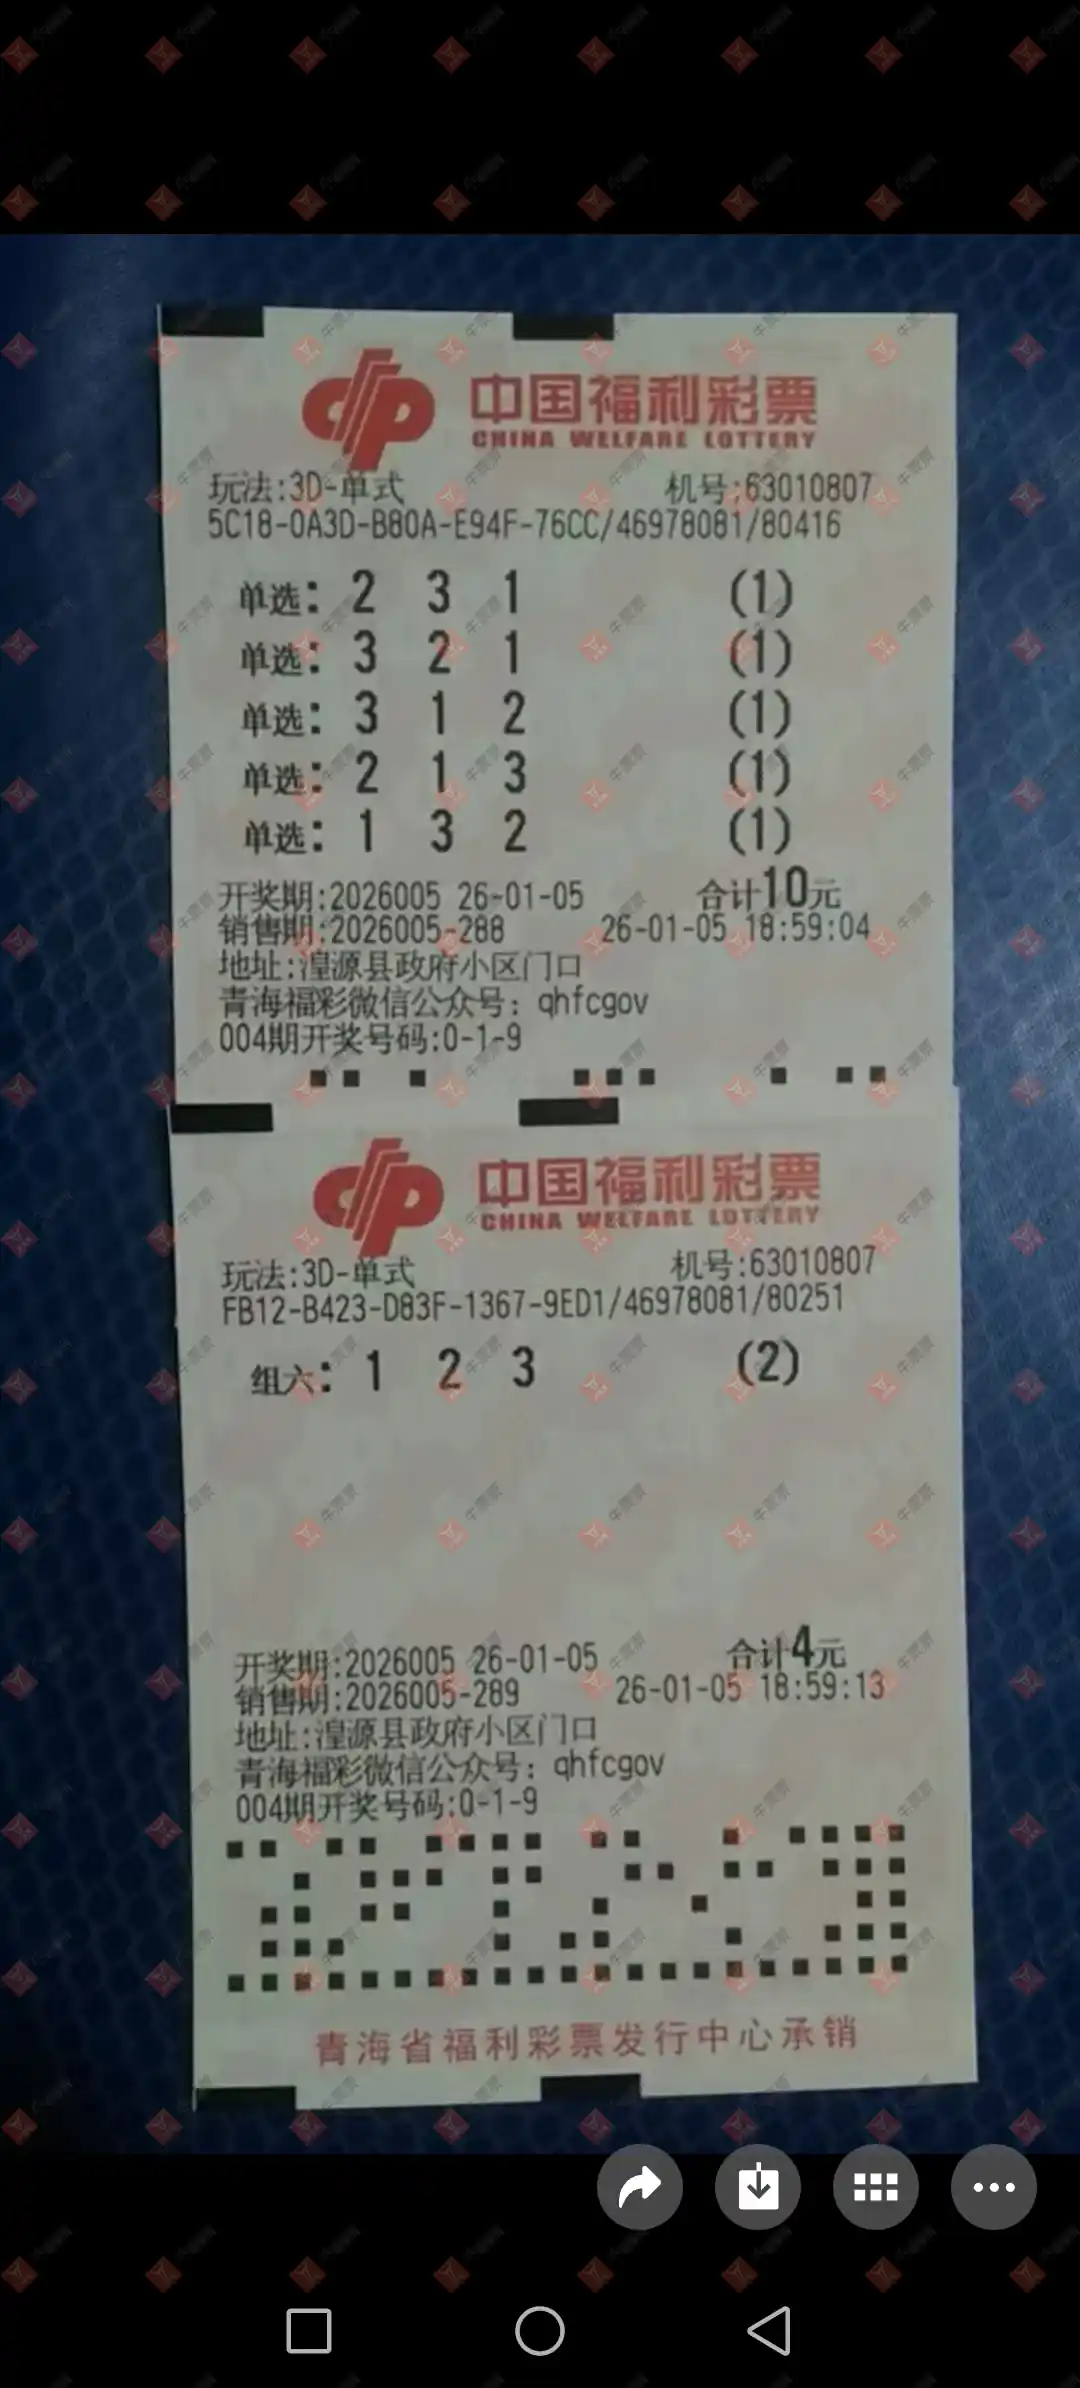 中国福利彩票
CHINA WELFARE LOTTERY
玩法:3D-单式 机号:63010807
5C18-0A3D-B80A-E94F-76CC/46978081/80416
单选: 2 3 1 (1)
单选: 3 2 1 (1)
单选: 3 1 2 (1)
单选: 2 1 3 (1)
单选: 1 3 2 (1)
开奖期:2026005 26-01-05 合计10元
销售期:2026005-288 26-01-05 18:59:04
地址:湟源县政府小区门口
青海福彩微信公众号: qhfcgov
004期开奖号码:0-1-9
中国福利彩票
CHINA WELFARE LOTTERY
玩法:3D-单式 机号:63010807
FB12-B423-D83F-1367-9ED1/46978081/80251
组六: 1 2 3 (2)
开奖期:2026005 26-01-05 合计4元
销售期:2026005-289 26-01-05 18:59:13
地址:湟源县政府小区门口
青海福彩微信公众号: qhfcgov
004期开奖号码:0-1-9
青海省福利彩票发行中心承销